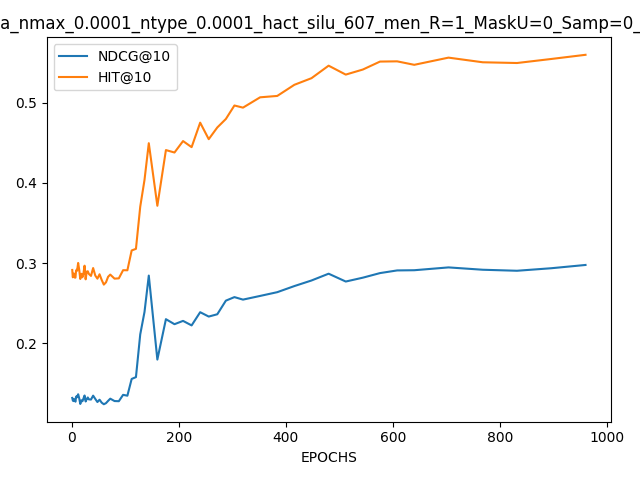 a_nmax_0.0001_ntype_0.0001_hact_silu_607_men_R=1_MaskU=0_Samp=0_
NDCG@10
HIT@10
0.5
0.4
0.3
0.2
0 200 400 600 800 1000
EPOCHS